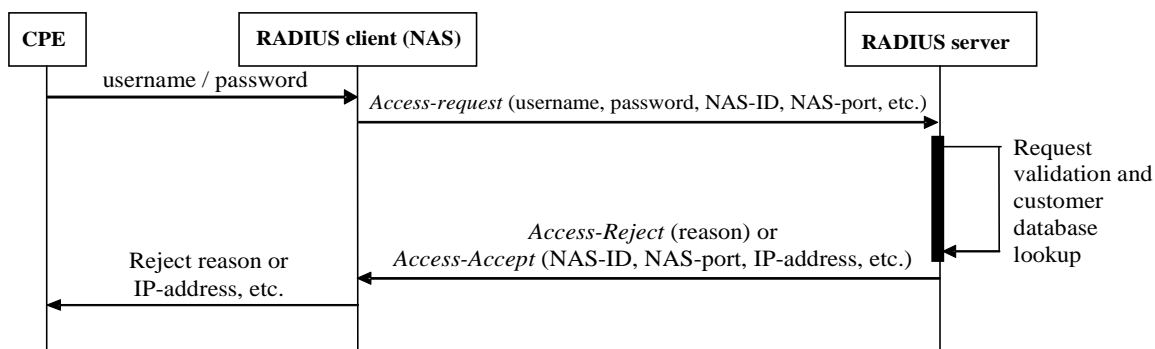 CPE
RADIUS client (NAS)
RADIUS server
username / password
Access-request (username, password, NAS-ID, NAS-port, etc.)
Request
validation and
customer
database
lookup
Access-Reject (reason) or
Access-Accept (NAS-ID, NAS-port, IP-address, etc.)
Reject reason or
IP-address, etc.